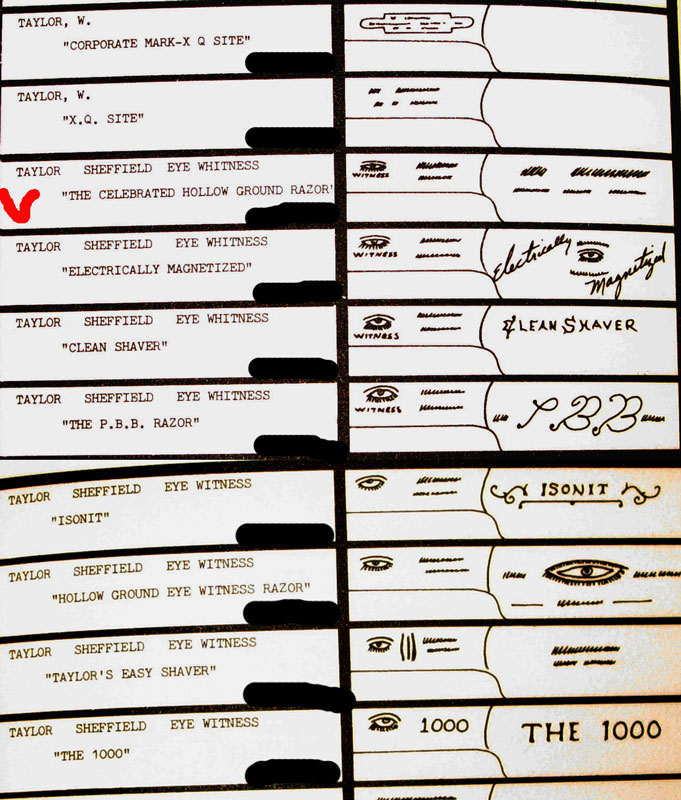 TAYLOR, W.
"CORPORATE MARK-X Q SITE"
TAYLOR, W.
"X.Q. SITE"
TAYLOR SHEFFIELD EYE WHITNESS
"THE CELEBRATED HOLLOW GROUND RAZOR"
WITNESS
TAYLOR SHEFFIELD EYE WHITNESS
"ELECTRICALLY MAGNETIZED"
WITNESS
Electrically
Magnetized
TAYLOR SHEFFIELD EYE WHITNESS
"CLEAN SHAVER"
WITNESS
CLEAN SHAVER
TAYLOR SHEFFIELD EYE WHITNESS
"THE P.B.B. RAZOR"
WITNESS
P.B.B
TAYLOR SHEFFIELD EYE WITNESS
"ISONIT"
ISONIT
TAYLOR SHEFFIELD EYE WITNESS
"HOLLOW GROUND EYE WITNESS RAZOR"
TAYLOR SHEFFIELD EYE WITNESS
"TAYLOR'S EASY SHAVER"
TAYLOR SHEFFIELD EYE WITNESS
"THE 1000"
1000
THE 1000